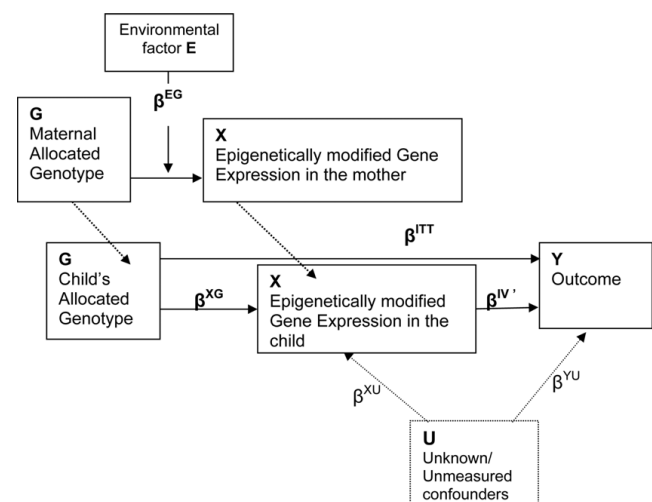 Environmental
factor E
β^EG
G
Maternal
Allocated
Genotype
X
Epigenetically modified Gene
Expression in the mother
β^ITT
G
Child's
Allocated
Genotype
β^XG
X
Epigenetically modified
Gene Expression in the
child
β^IV '
Y
Outcome
β^XU
β^YU
U
Unknown/
Unmeasured
confounders